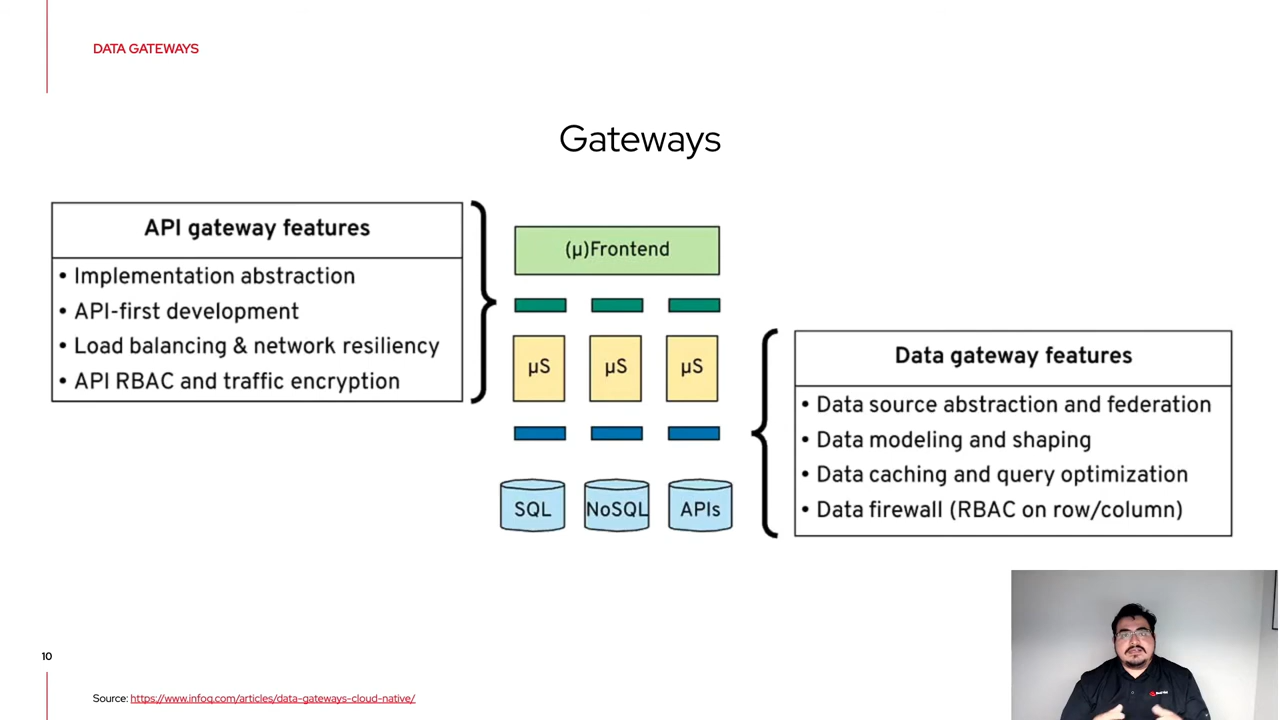 DATA GATEWAYS
Gateways
API gateway features
• Implementation abstraction
• API-first development
• Load balancing & network resiliency
• API RBAC and traffic encryption
(µ)Frontend
µS µS µS
SQL NoSQL APIs
Data gateway features
• Data source abstraction and federation
• Data modeling and shaping
• Data caching and query optimization
• Data firewall (RBAC on row/column)
10
Source: https://www.infoq.com/articles/data-gateways-cloud-native/